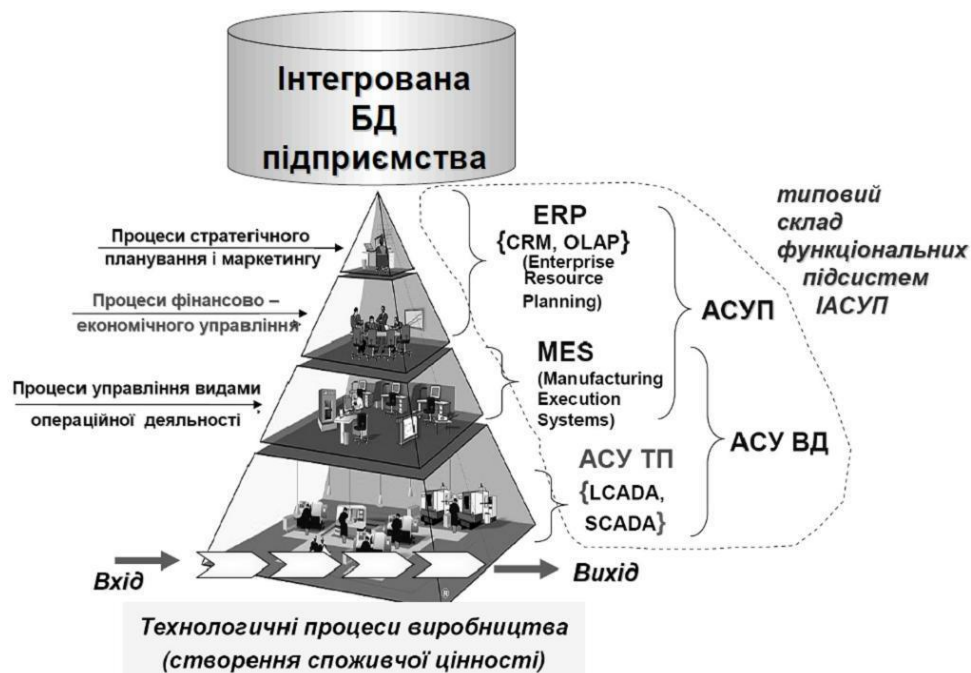 Інтегрована
БД
підприємства
Процеси стратегічного
планування і маркетингу
Процеси фінансово –
економічного управління
Процеси управління видами
операційної деяльності
ERP
{CRM, OLAP}
(Enterprise
Resource
Planning)
MES
(Manufacturing
Execution
Systems)
АСУ ТП
{LCADA,
SCADA}
АСУП
АСУ ВД
типовий
склад
функціональних
підсистем
ІАСУП
Вхід
Вихід
Технологичні процеси виробництва
(створення споживчої цінності)